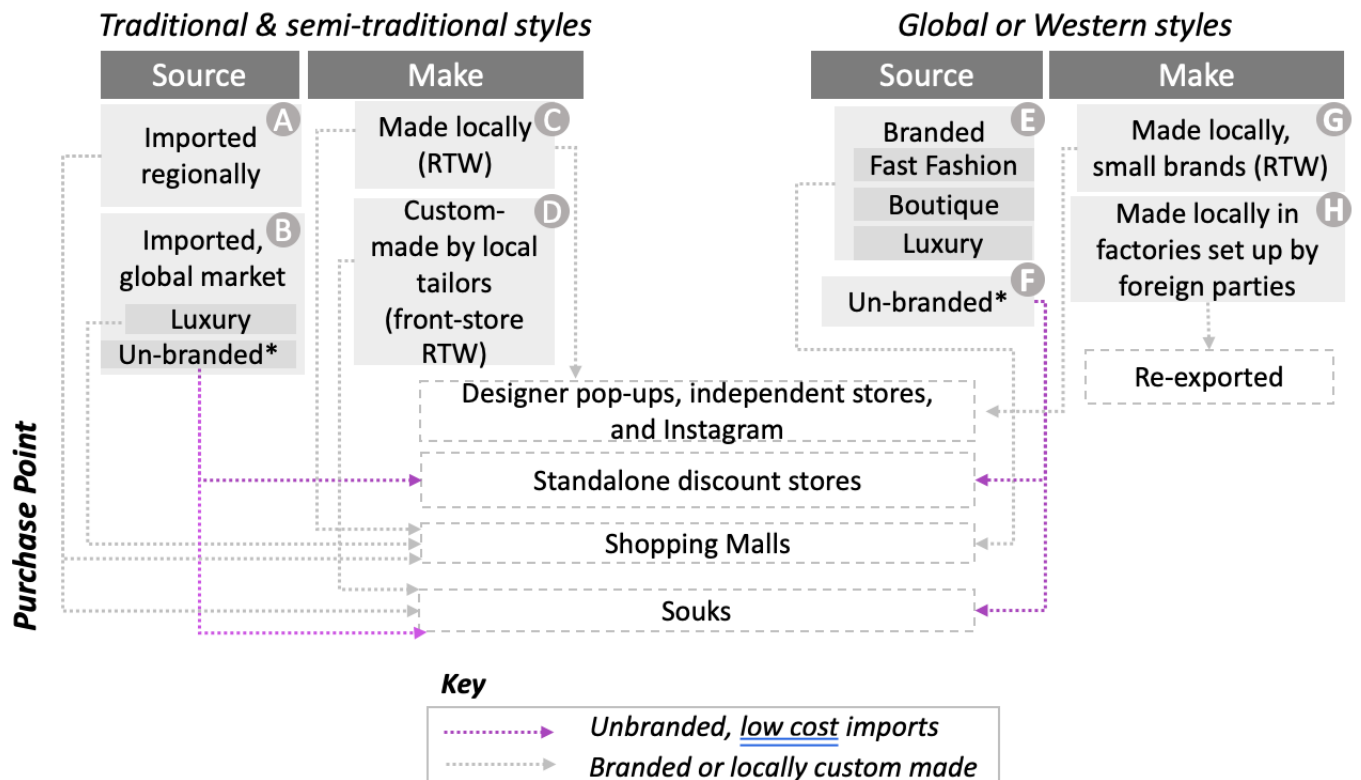 Traditional & semi-traditional styles
Global or Western styles
Source
Make
Source
Make
A
Imported
regionally
B
Imported,
global market
Luxury
Un-branded*
C
Made locally
(RTW)
D
Custom-
made by local
tailors
(front-store
RTW)
E
Branded
Fast Fashion
Boutique
Luxury
F
Un-branded*
G
Made locally,
small brands (RTW)
H
Made locally in
factories set up by
foreign parties
Re-exported
Purchase Point
Designer pop-ups, independent stores,
and Instagram
Standalone discount stores
Shopping Malls
Souks
Key
Unbranded, low cost imports
Branded or locally custom made